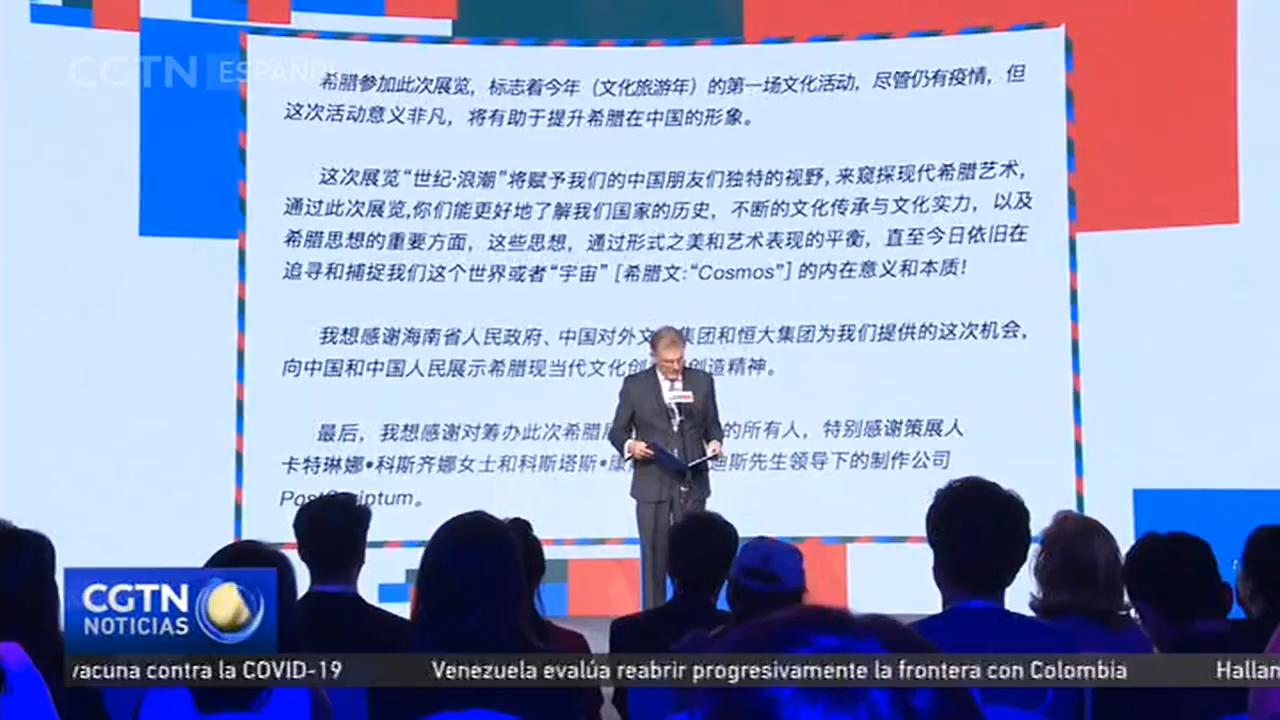 CGTN ESPAÑOL
希腊参加此次展览，标志着今年（文化旅游年）的第一场文化活动，尽管仍有疫情，但
这次活动意义非凡，将有助于提升希腊在中国的形象。
这次展览“世纪·浪潮”将赋予我们的中国朋友们独特的视野，来窥探现代希腊艺术，
通过此次展览，你们能更好地了解我们国家的历史，不断的文化传承与文化实力，以及
希腊思想的重要方面，这些思想，通过形式之美和艺术表现的平衡，直至今日依旧在
追寻和捕捉我们这个世界或者“宇宙” [希腊文:“Cosmos”] 的内在意义和本质！
我想感谢海南省人民政府、中国对外文 集团和恒大集团为我们提供的这次机会，
向中国和中国人民展示希腊现当代文化创 创造精神。
最后，我想感谢对筹办此次希腊 的所有人，特别感谢策展人
卡特琳娜•科斯齐娜女士和科斯塔斯• 迪斯先生领导下的制作公司
PostScriptum。
CGTN
NOTICIAS
vacuna contra la COVID-19 Venezuela evalúa reabrir progresivamente la frontera con Colombia Hallan